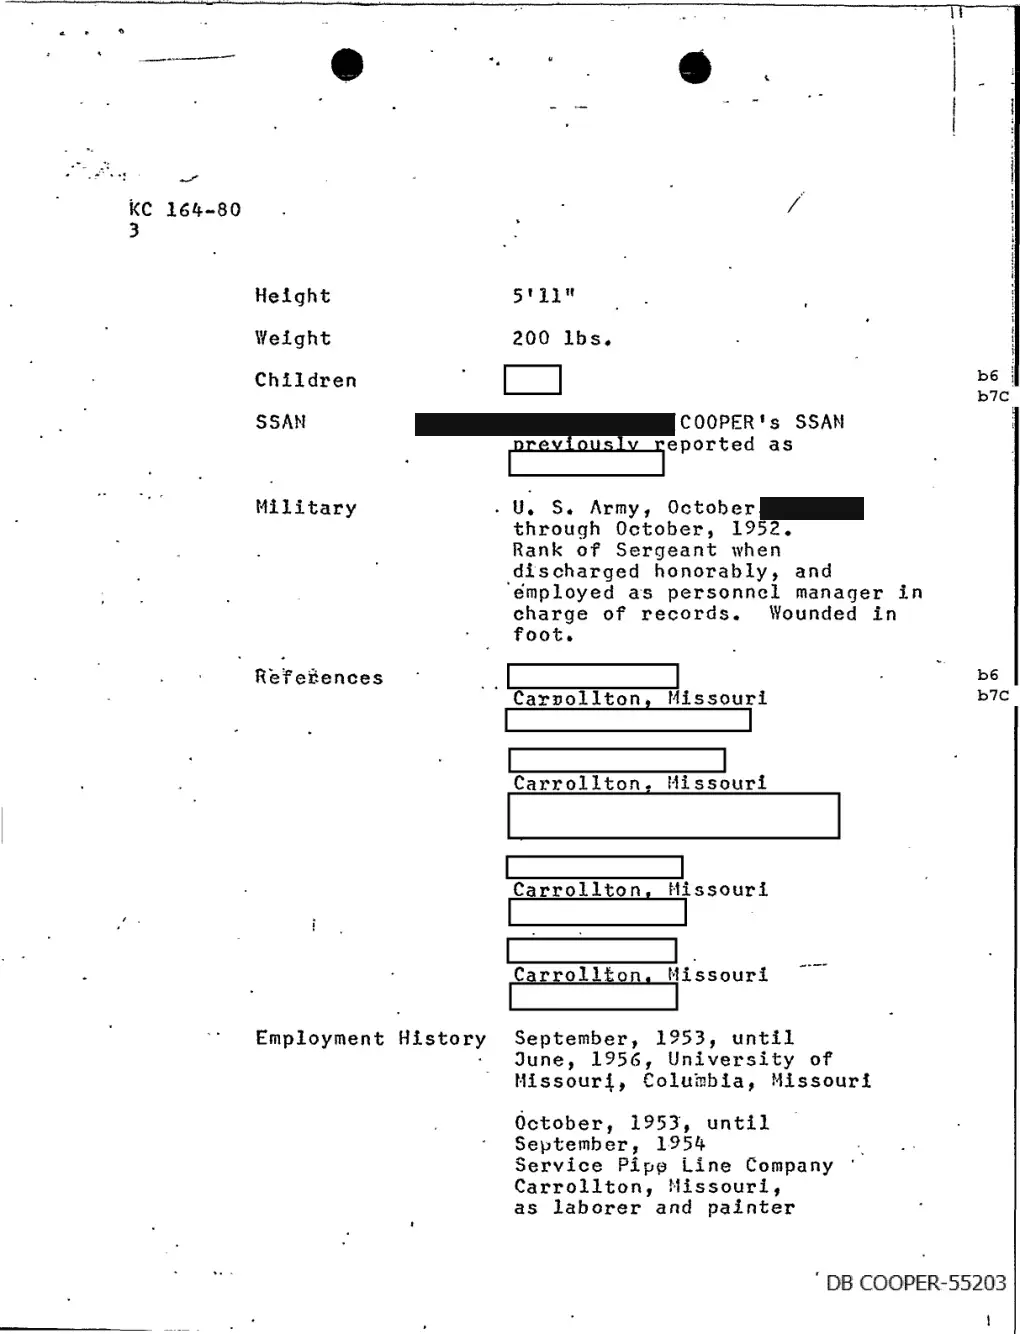 KC 164-80
3
Height 5'11"
Weight 200 lbs.
Children
b6
b7C
SSAN COOPER's SSAN
previously reported as
Military U. S. Army, October
through October, 1952.
Rank of Sergeant when
discharged honorably, and
employed as personnel manager in
charge of records. Wounded in
foot.
References
b6
b7C
Carrollton, Missouri
Carrollton, Missouri
Carrollton, Missouri
Carrollton, Missouri
Employment History September, 1953, until
June, 1956, University of
Missouri, Columbia, Missouri
October, 1953, until
September, 1954
Service Pipe Line Company
Carrollton, Missouri,
as laborer and painter
DB COOPER-55203